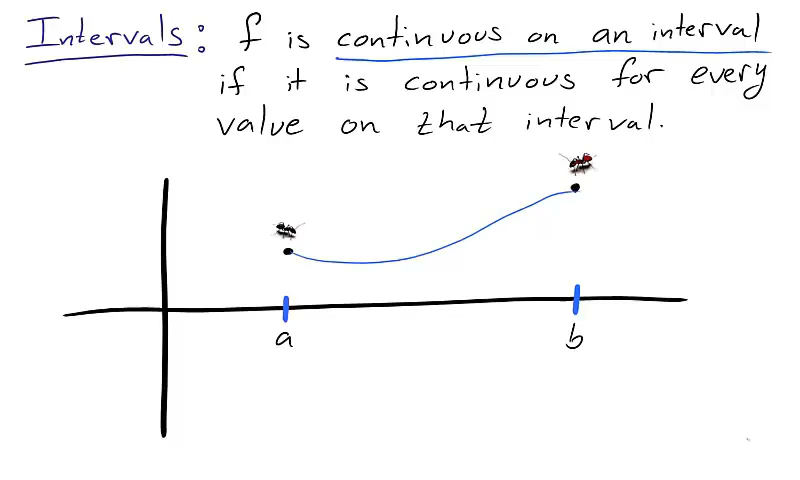 Intervals: f is continuous on an interval
if it is continuous for every
value on that interval.
a
b